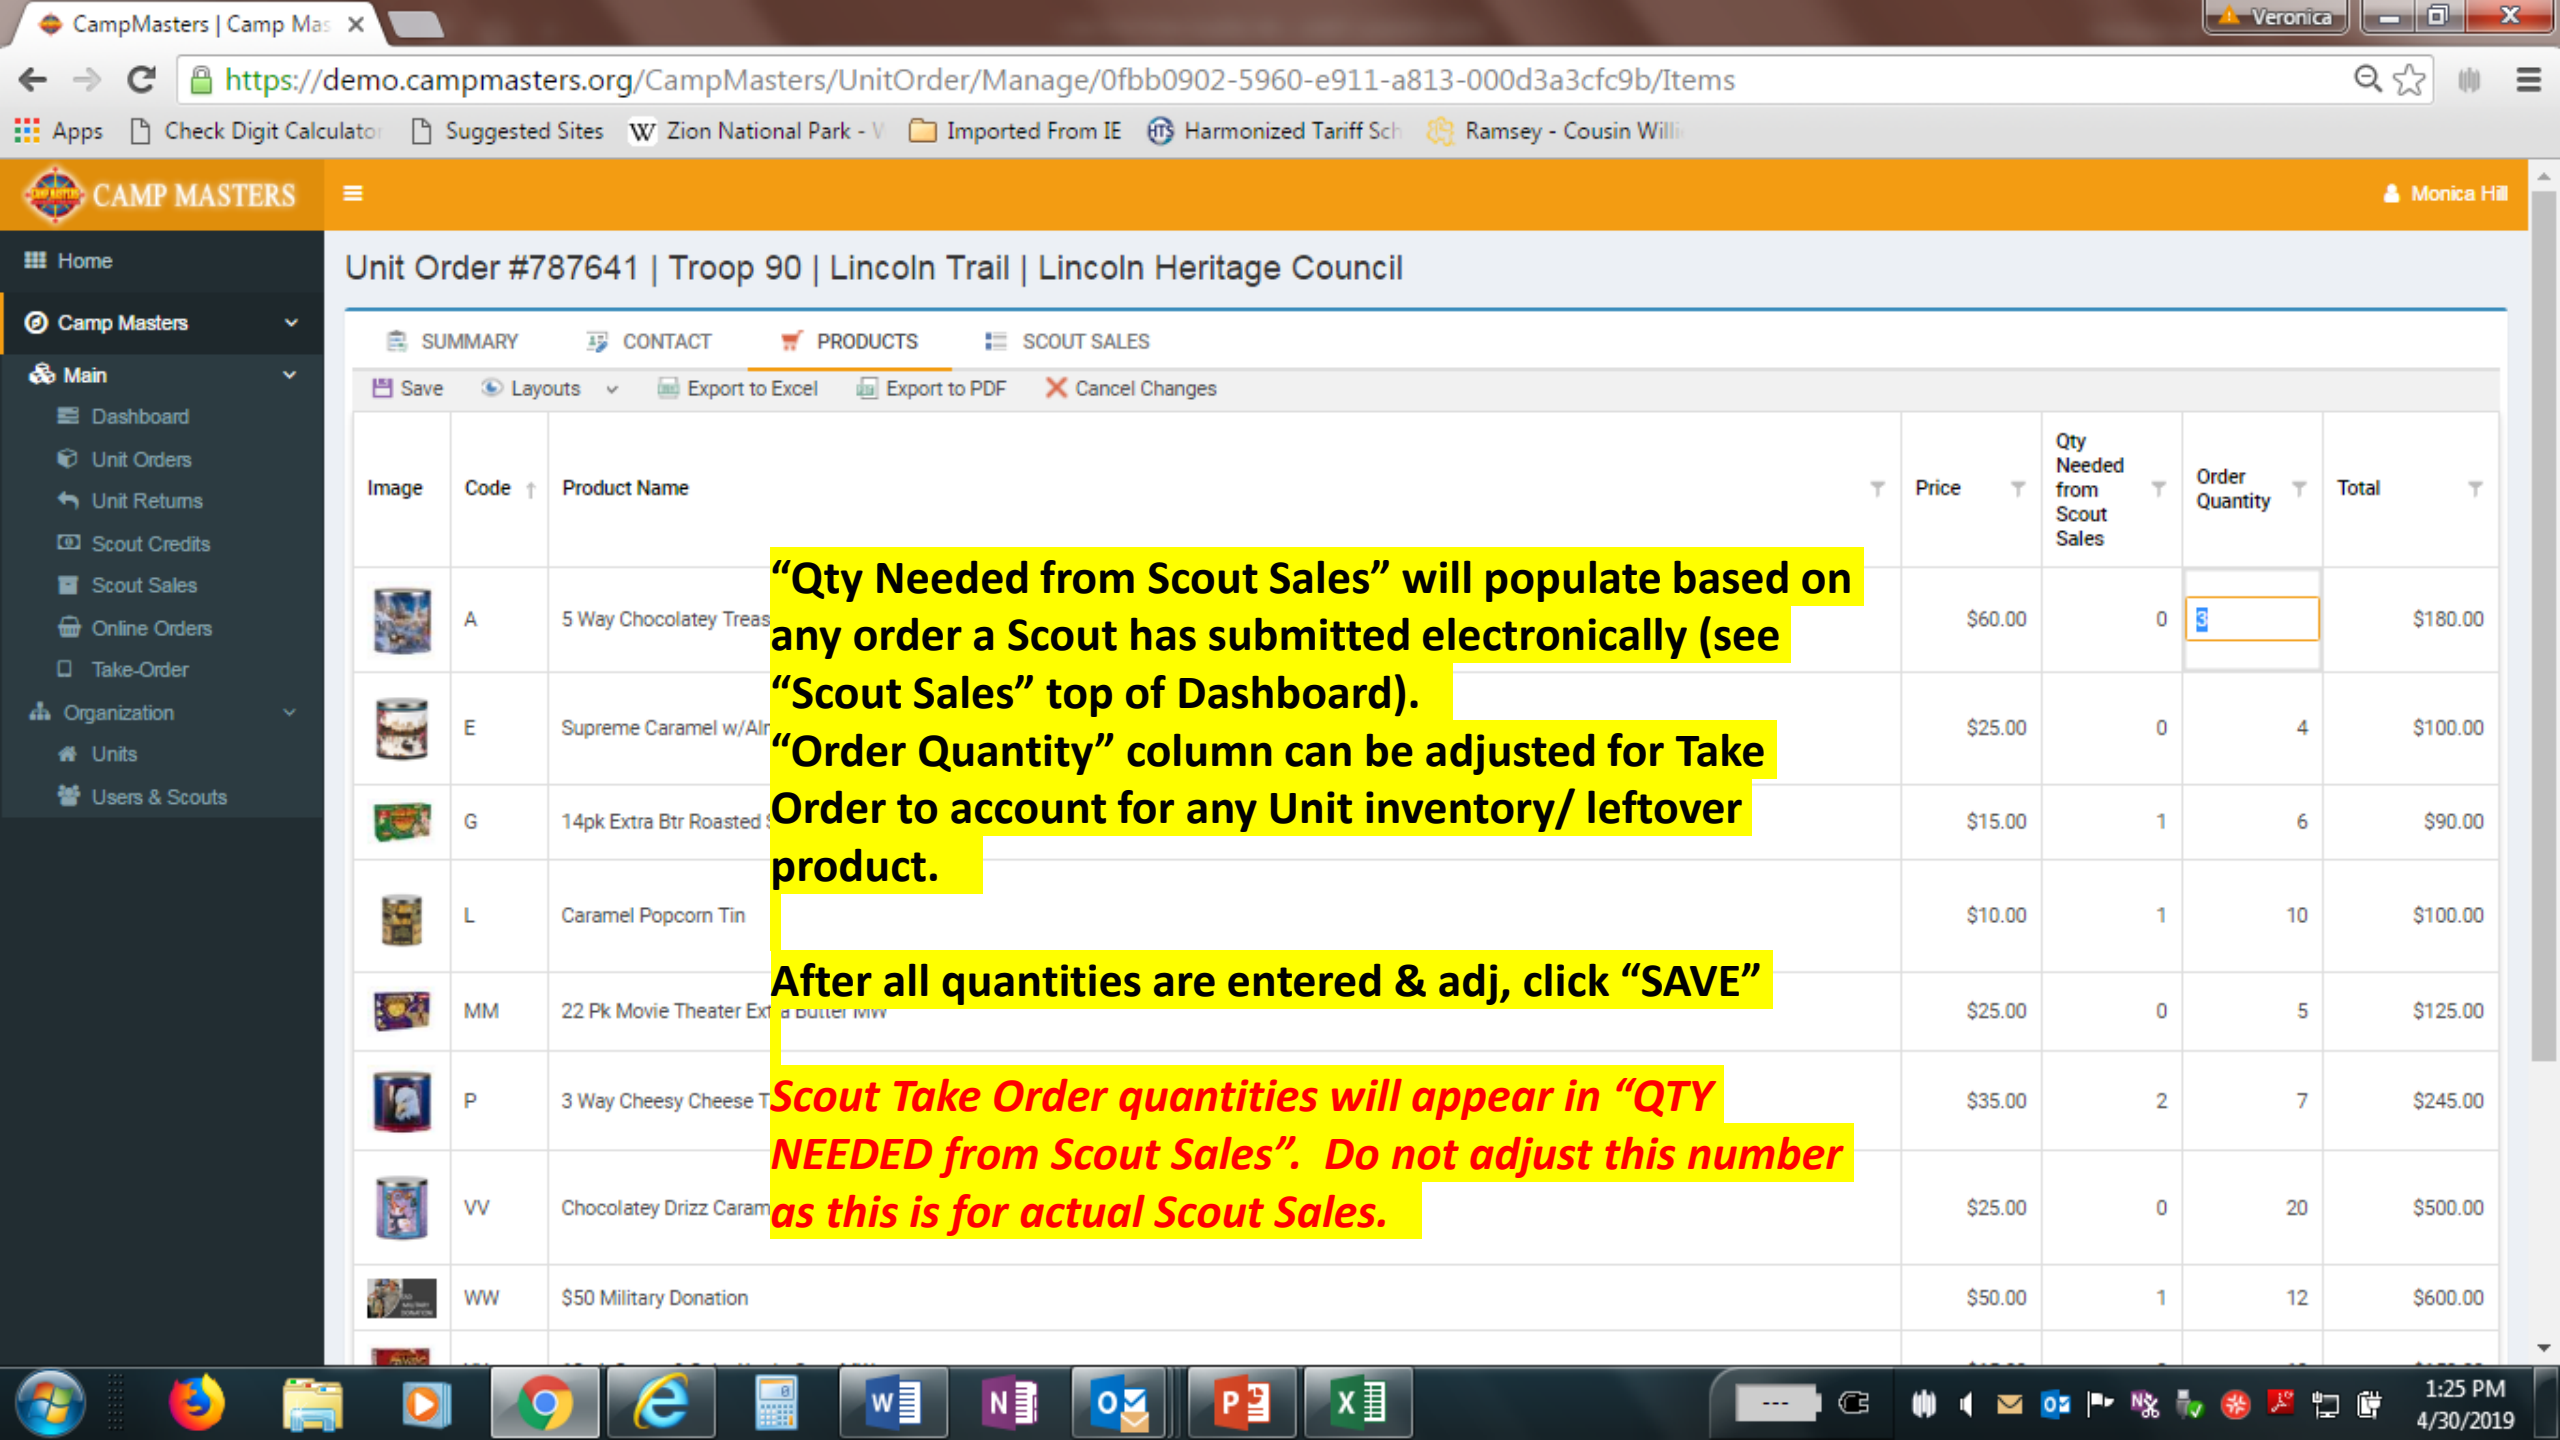 CampMasters | Camp Mas
Veronica
https://demo.campmasters.org/CampMasters/UnitOrder/Manage/0fbb0902-5960-e911-a813-000d3a3cfc9b/Items
Apps Check Digit Calculator Suggested Sites Zion National Park - Imported From IE Harmonized Tariff Sch Ramsey - Cousin Willi
CAMP MASTERS
Monica Hill
Home
Camp Masters
Main
Dashboard
Unit Orders
Unit Returns
Scout Credits
Scout Sales
Online Orders
Take-Order
Organization
Units
Users & Scouts
Unit Order #787641 | Troop 90 | Lincoln Trail | Lincoln Heritage Council
SUMMARY CONTACT PRODUCTS SCOUT SALES
Save Layouts Export to Excel Export to PDF Cancel Changes
Image Code Product Name Price Qty Needed from Scout Sales Order Quantity Total
A 5 Way Chocolatey Treas $60.00 0 3 $180.00
E Supreme Caramel w/Alm $25.00 0 4 $100.00
G 14pk Extra Btr Roasted $15.00 1 6 $90.00
L Caramel Popcorn Tin $10.00 1 10 $100.00
MM 22 Pk Movie Theater Extra Butter MW $25.00 0 5 $125.00
P 3 Way Cheesy Cheese T $35.00 2 7 $245.00
VV Chocolatey Drizz Caram $25.00 0 20 $500.00
WW $50 Military Donation $50.00 1 12 $600.00
“Qty Needed from Scout Sales” will populate based on
any order a Scout has submitted electronically (see
“Scout Sales” top of Dashboard).
“Order Quantity” column can be adjusted for Take
Order to account for any Unit inventory/ leftover
product.
After all quantities are entered & adj, click “SAVE”
Scout Take Order quantities will appear in “QTY
NEEDED from Scout Sales”. Do not adjust this number
as this is for actual Scout Sales.
1:25 PM
4/30/2019